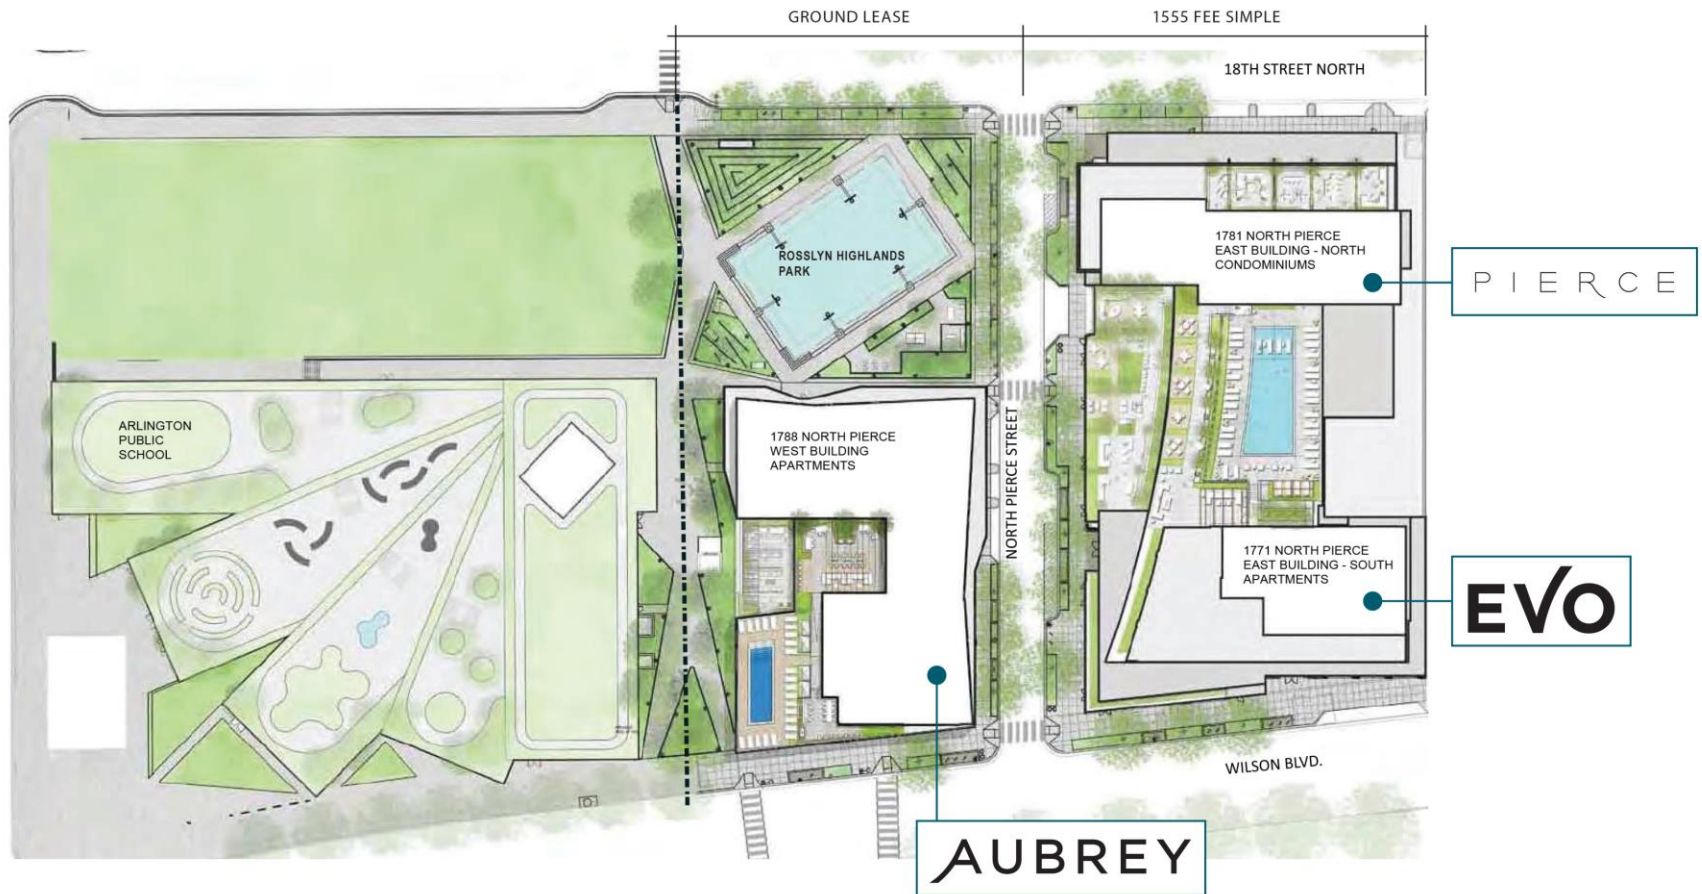 GROUND LEASE
1555 FEE SIMPLE
18TH STREET NORTH
ROSSLYN HIGHLANDS
PARK
1781 NORTH PIERCE
EAST BUILDING - NORTH
CONDOMINIUMS
PIERCE
ARLINGTON
PUBLIC
SCHOOL
1788 NORTH PIERCE
WEST BUILDING
APARTMENTS
NORTH PIERCE STREET
1771 NORTH PIERCE
EAST BUILDING - SOUTH
APARTMENTS
EVO
WILSON BLVD.
AUBREY